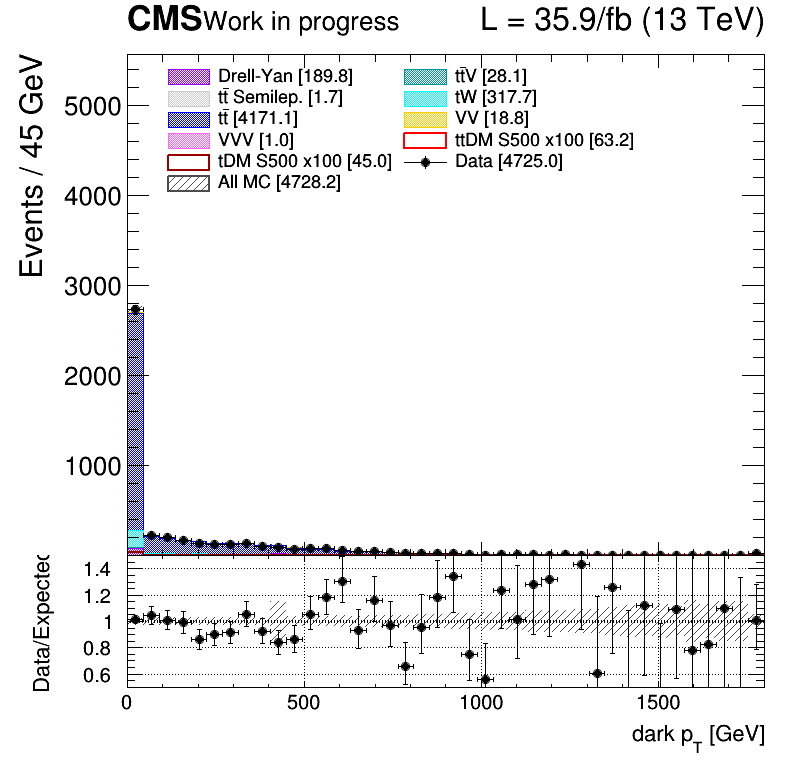 CMS Work in progress L = 35.9/fb (13 TeV)
Events / 45 GeV
5000
4000
3000
2000
1000
Drell-Yan [189.8]
tt̄ Semilep. [1.7]
tt̄ [4171.1]
VVV [1.0]
tDM S500 x100 [45.0]
All MC [4728.2]
tt̄V [28.1]
tW [317.7]
VV [18.8]
ttDM S500 x100 [63.2]
Data [4725.0]
Data/Expected
1.4
1.2
1
0.8
0.6
0 500 1000 1500
dark pT [GeV]